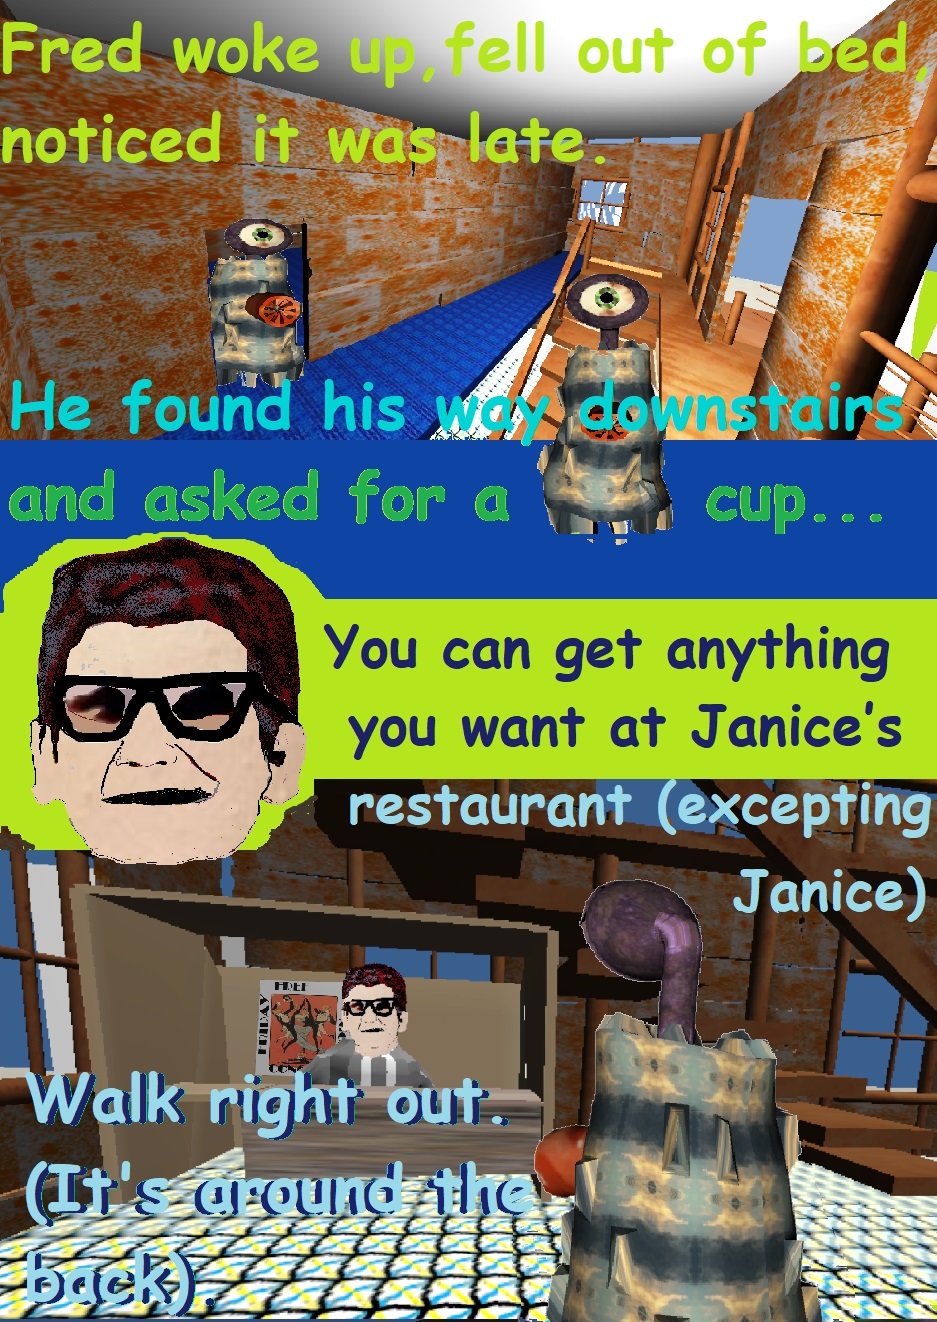 Fred woke up,fell out of bed,
noticed it was late.
He found his way downstairs
and asked for a cup...
You can get anything
you want at Janice's
restaurant (excepting
Janice)
FREE
FRIDAY
Walk right out.
(It's around the
back).